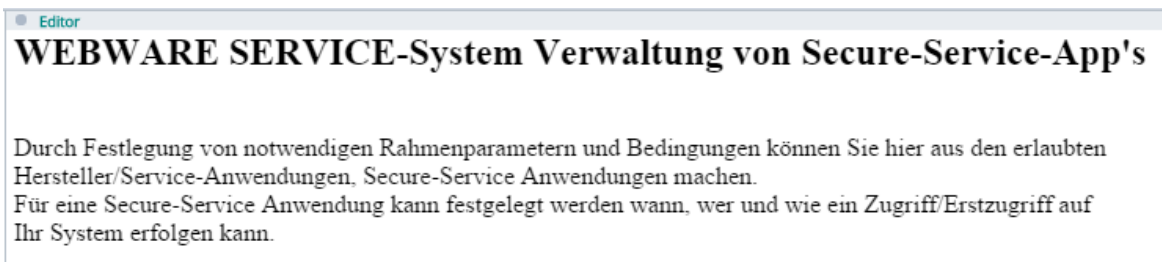 Editor
WEBWARE SERVICE-System Verwaltung von Secure-Service-App's
Durch Festlegung von notwendigen Rahmenparametern und Bedingungen können Sie hier aus den erlaubten
Hersteller/Service-Anwendungen, Secure-Service Anwendungen machen.
Für eine Secure-Service Anwendung kann festgelegt werden wann, wer und wie ein Zugriff/Erstzugriff auf
Ihr System erfolgen kann.